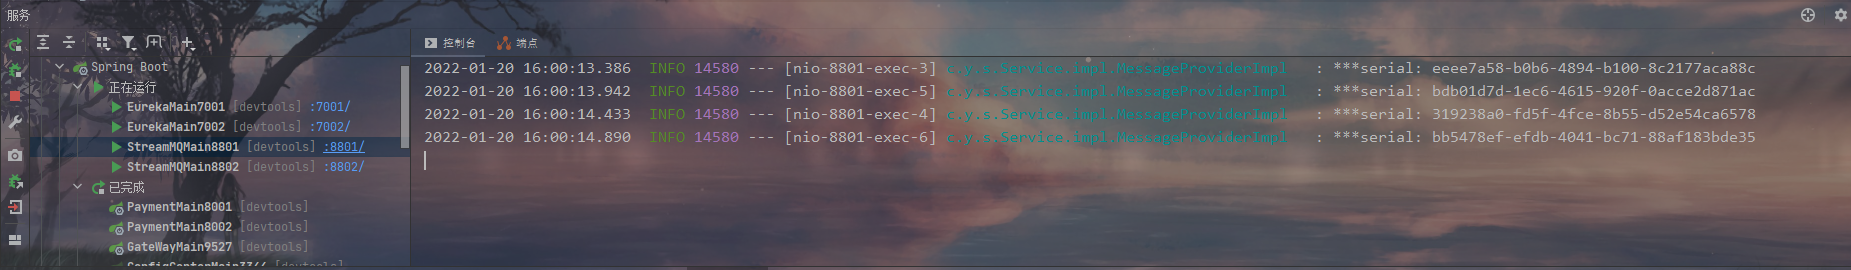 服务
Spring Boot
正在运行
EurekaMain7001 [devtools] :7001/
EurekaMain7002 [devtools] :7002/
StreamMQMain8801 [devtools] :8801/
StreamMQMain8802 [devtools] :8802/
已完成
PaymentMain8001 [devtools]
PaymentMain8002 [devtools]
GateWayMain9527 [devtools]
ConfigCenterMain3344 [devtools]
控制台 端点
2022-01-20 16:00:13.386  INFO 14580 --- [nio-8801-exec-3] c.y.s.Service.impl.MessageProviderImpl   : ***serial: eeee7a58-b0b6-4894-b100-8c2177aca88c
2022-01-20 16:00:13.942  INFO 14580 --- [nio-8801-exec-5] c.y.s.Service.impl.MessageProviderImpl   : ***serial: bdb01d7d-1ec6-4615-920f-0acce2d871ac
2022-01-20 16:00:14.433  INFO 14580 --- [nio-8801-exec-4] c.y.s.Service.impl.MessageProviderImpl   : ***serial: 319238a0-fd5f-4fce-8b55-d52e54ca6578
2022-01-20 16:00:14.890  INFO 14580 --- [nio-8801-exec-6] c.y.s.Service.impl.MessageProviderImpl   : ***serial: bb5478ef-efdb-4041-bc71-88af183bde35